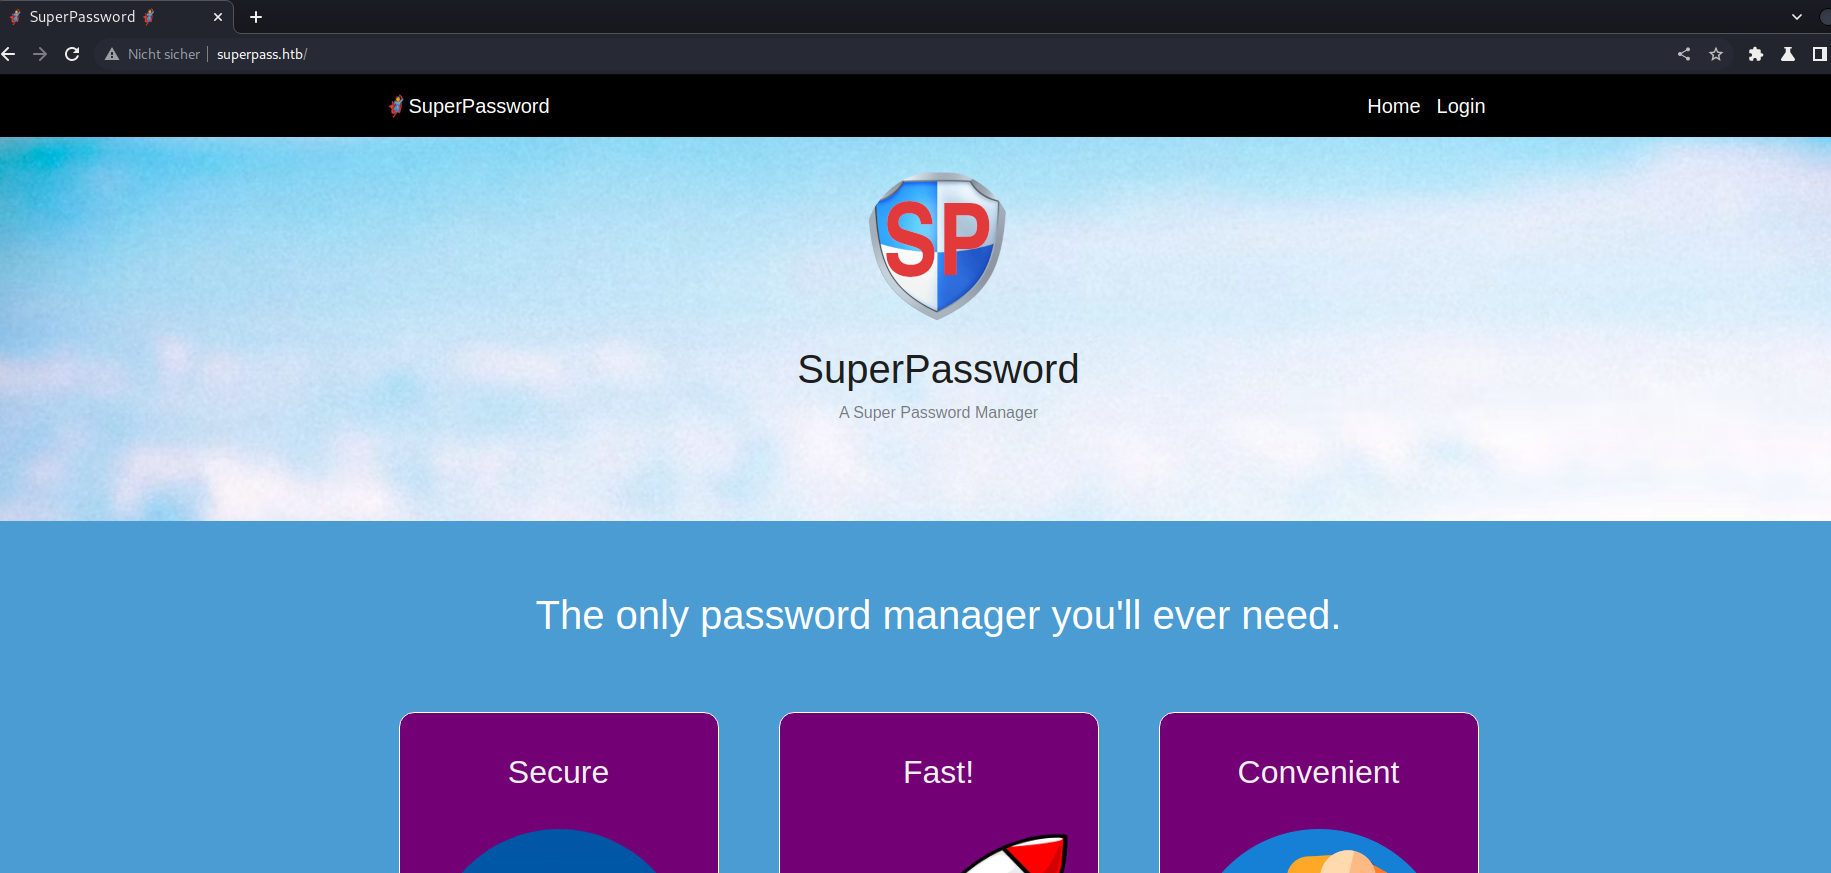 SuperPassword
Nicht sicher superpass.htb/
SuperPassword Home Login
SP
SuperPassword
A Super Password Manager
The only password manager you'll ever need.
Secure Fast! Convenient